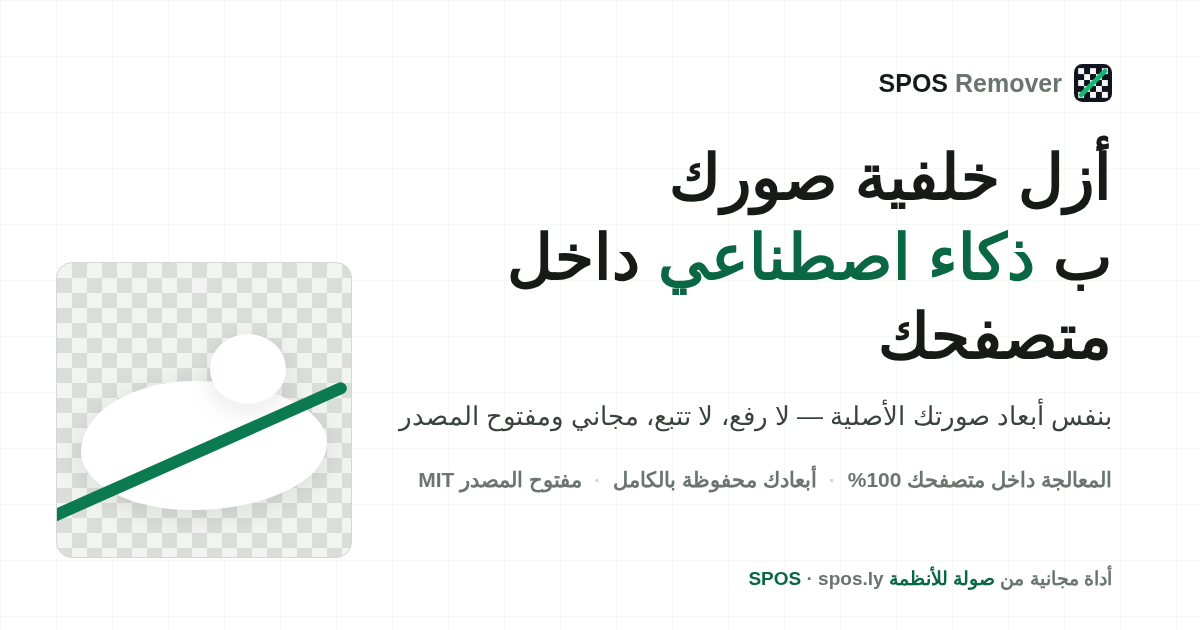 SPOS Remover
أزل خلفية صورك
ب ذكاء اصطناعي داخل
متصفحك
بنفس أبعاد صورتك الأصلية — لا رفع، لا تتبع، مجاني ومفتوح المصدر
المعالجة داخل متصفحك 100% · أبعادك محفوظة بالكامل · مفتوح المصدر MIT
أداة مجانية من صولة للأنظمة SPOS · spos.ly